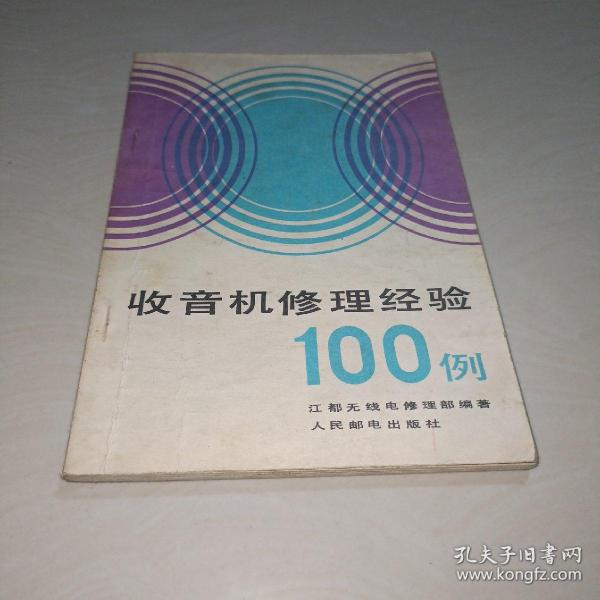 收音机修理经验
100例
江都无线电修理部编著
人民邮电出版社
孔夫子旧书网
www.kongfz.com